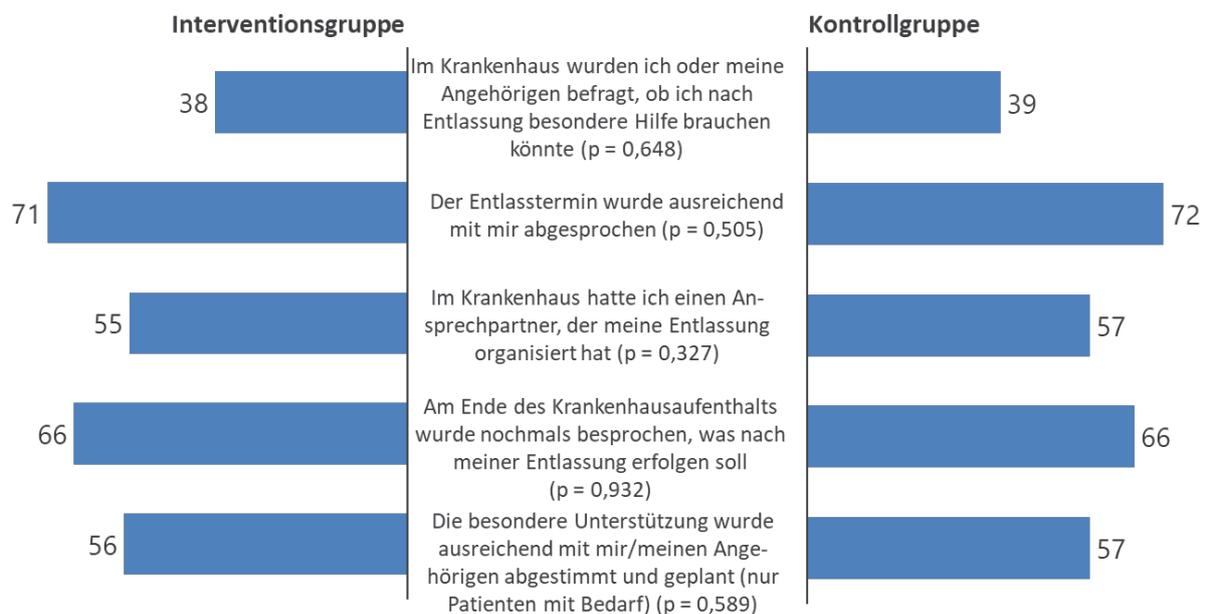 Interventionsgruppe
Kontrollgruppe
38
Im Krankenhaus wurden ich oder meine
Angehörigen befragt, ob ich nach
Entlassung besondere Hilfe brauchen
könnte (p = 0,648)
39
71
Der Entlasstermin wurde ausreichend
mit mir abgesprochen (p = 0,505)
72
55
Im Krankenhaus hatte ich einen An-
sprechpartner, der meine Entlassung
organisiert hat (p = 0,327)
57
66
Am Ende des Krankenhausaufenthalts
wurde nochmals besprochen, was nach
meiner Entlassung erfolgen soll
(p = 0,932)
66
56
Die besondere Unterstützung wurde
ausreichend mit mir/meinen Ange-
hörigen abgestimmt und geplant (nur
Patienten mit Bedarf) (p = 0,589)
57